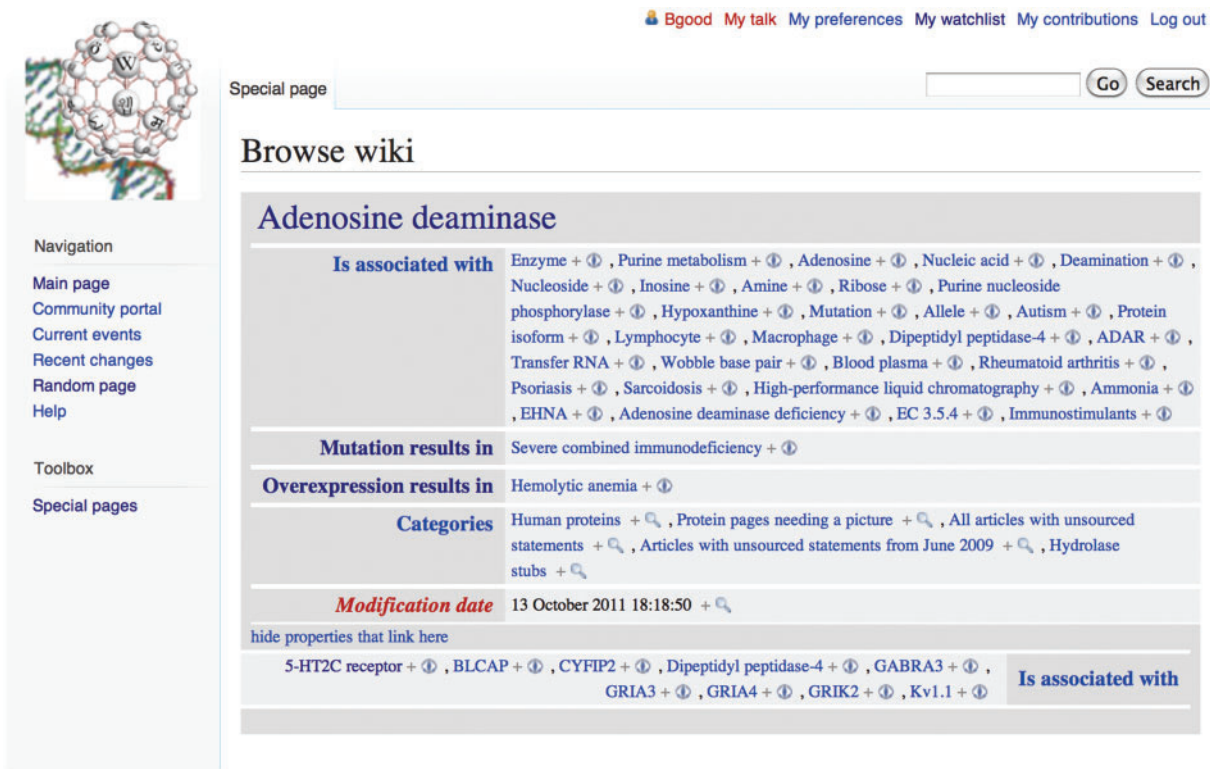 Bgood My talk My preferences My watchlist My contributions Log out
Special page
Go Search
Browse wiki
Adenosine deaminase
Navigation
Main page
Community portal
Current events
Recent changes
Random page
Help
Toolbox
Special pages
Is associated with
Enzyme + , Purine metabolism + , Adenosine + , Nucleic acid + , Deamination + ,
Nucleoside + , Inosine + , Amine + , Ribose + , Purine nucleoside
phosphorylase + , Hypoxanthine + , Mutation + , Allele + , Autism + , Protein
isoform + , Lymphocyte + , Macrophage + , Dipeptidyl peptidase-4 + , ADAR + ,
Transfer RNA + , Wobble base pair + , Blood plasma + , Rheumatoid arthritis + ,
Psoriasis + , Sarcoidosis + , High-performance liquid chromatography + , Ammonia +
, EHNA + , Adenosine deaminase deficiency + , EC 3.5.4 + , Immunostimulants +
Mutation results in Severe combined immunodeficiency +
Overexpression results in Hemolytic anemia +
Categories
Human proteins + , Protein pages needing a picture + , All articles with unsourced
statements + , Articles with unsourced statements from June 2009 + , Hydrolase
stubs +
Modification date 13 October 2011 18:18:50 +
hide properties that link here
5-HT2C receptor + , BLCAP + , CYFIP2 + , Dipeptidyl peptidase-4 + , GABRA3 + ,
GRIA3 + , GRIA4 + , GRIK2 + , Kv1.1 +
Is associated with